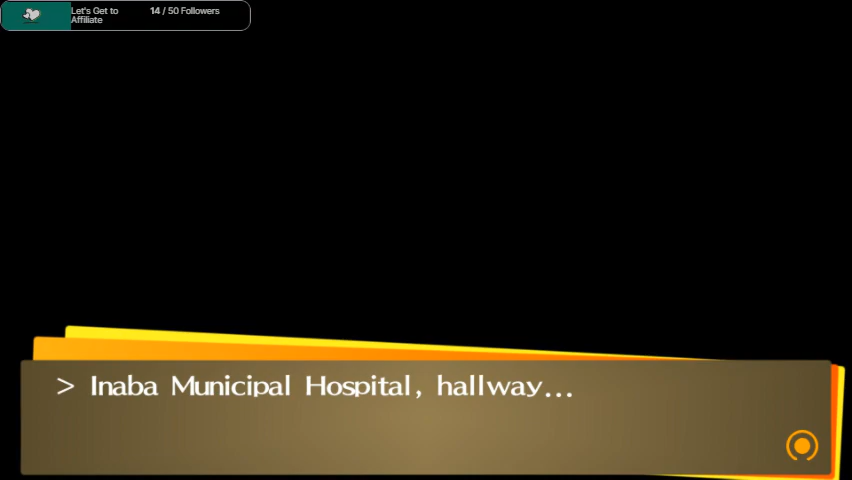 Let's Get to
Affiliate
14 / 50 Followers
> Inaba Municipal Hospital, hallway...